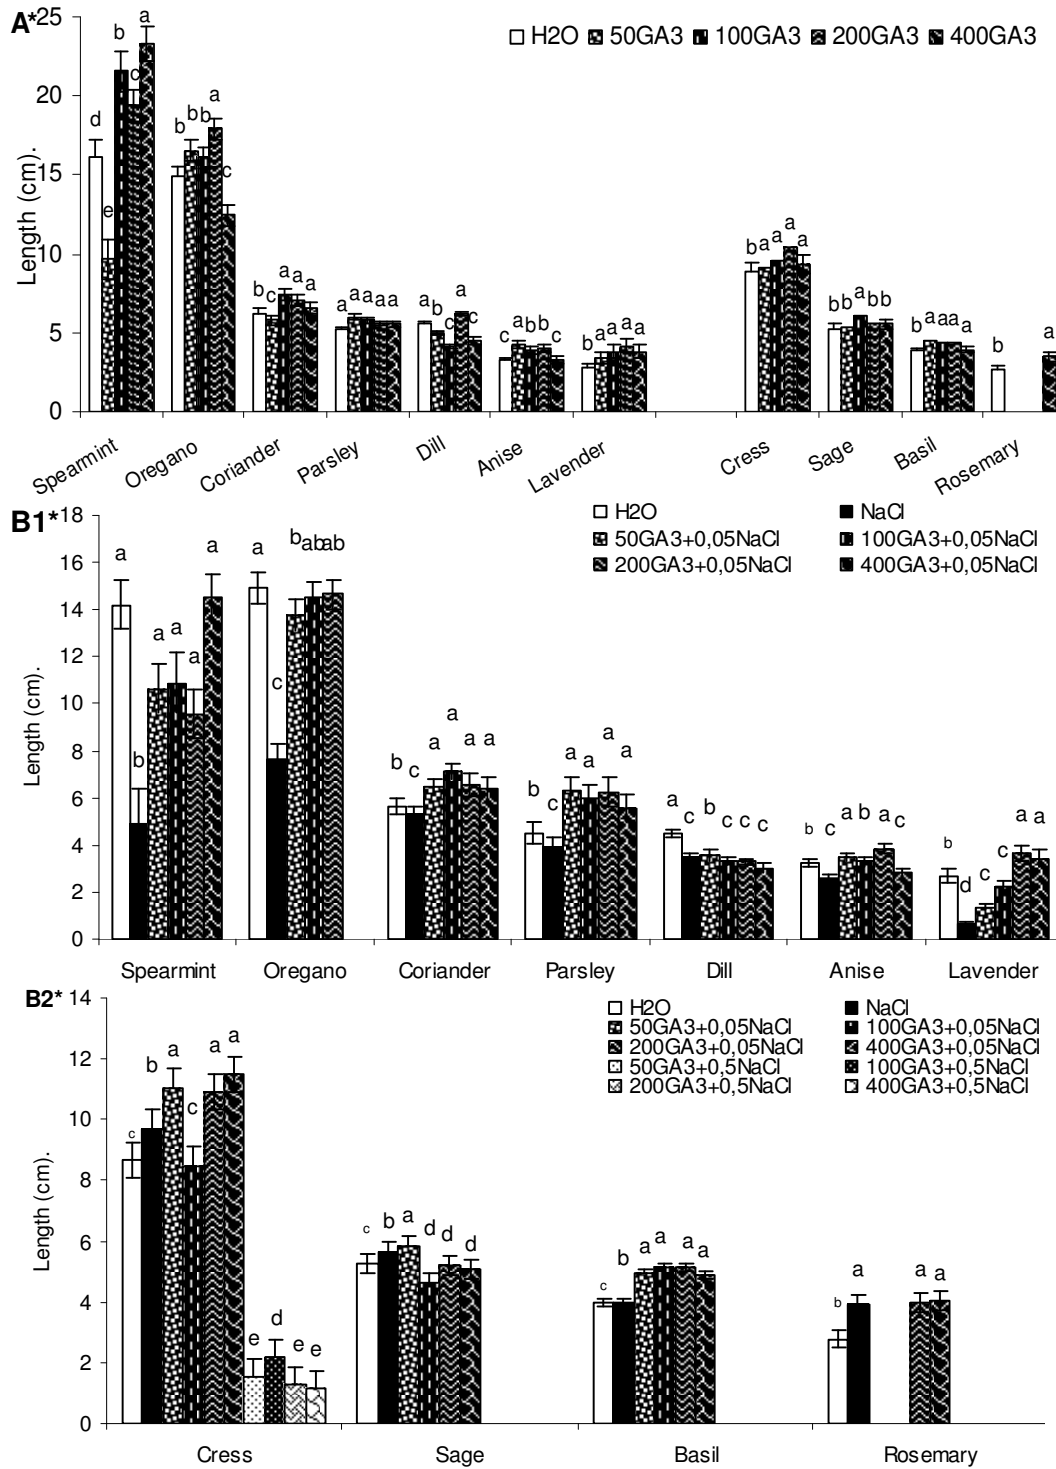 A*
H2O 50GA3 100GA3 200GA3 400GA3
Length (cm).
25
20
15
10
5
0
d e b c a
b b b a c
b c a a a
a a a a a
a b c a c
c a b b c
b a a a a
b a a a a
b b a b b
b a a a a
b a
Spearmint Oregano Coriander Parsley Dill Anise Lavender Cress Sage Basil Rosemary
B1*
H2O NaCl
50GA3+0,05NaCl 100GA3+0,05NaCl
200GA3+0,05NaCl 400GA3+0,05NaCl
Length (cm).
18
16
14
12
10
8
6
4
2
0
a b a a a a
a c b ab ab
b c a a a a
b c a a a a
a c b c c c
b c a b a c
b d c c a a
Spearmint Oregano Coriander Parsley Dill Anise Lavender
B2*
H2O NaCl
50GA3+0,05NaCl 100GA3+0,05NaCl
200GA3+0,05NaCl 400GA3+0,05NaCl
50GA3+0,5NaCl 100GA3+0,5NaCl
200GA3+0,5NaCl 400GA3+0,5NaCl
Length (cm).
14
12
10
8
6
4
2
0
c b a c a a e d e e
c b a d d d
c b a a a a
b a a a
Cress Sage Basil Rosemary